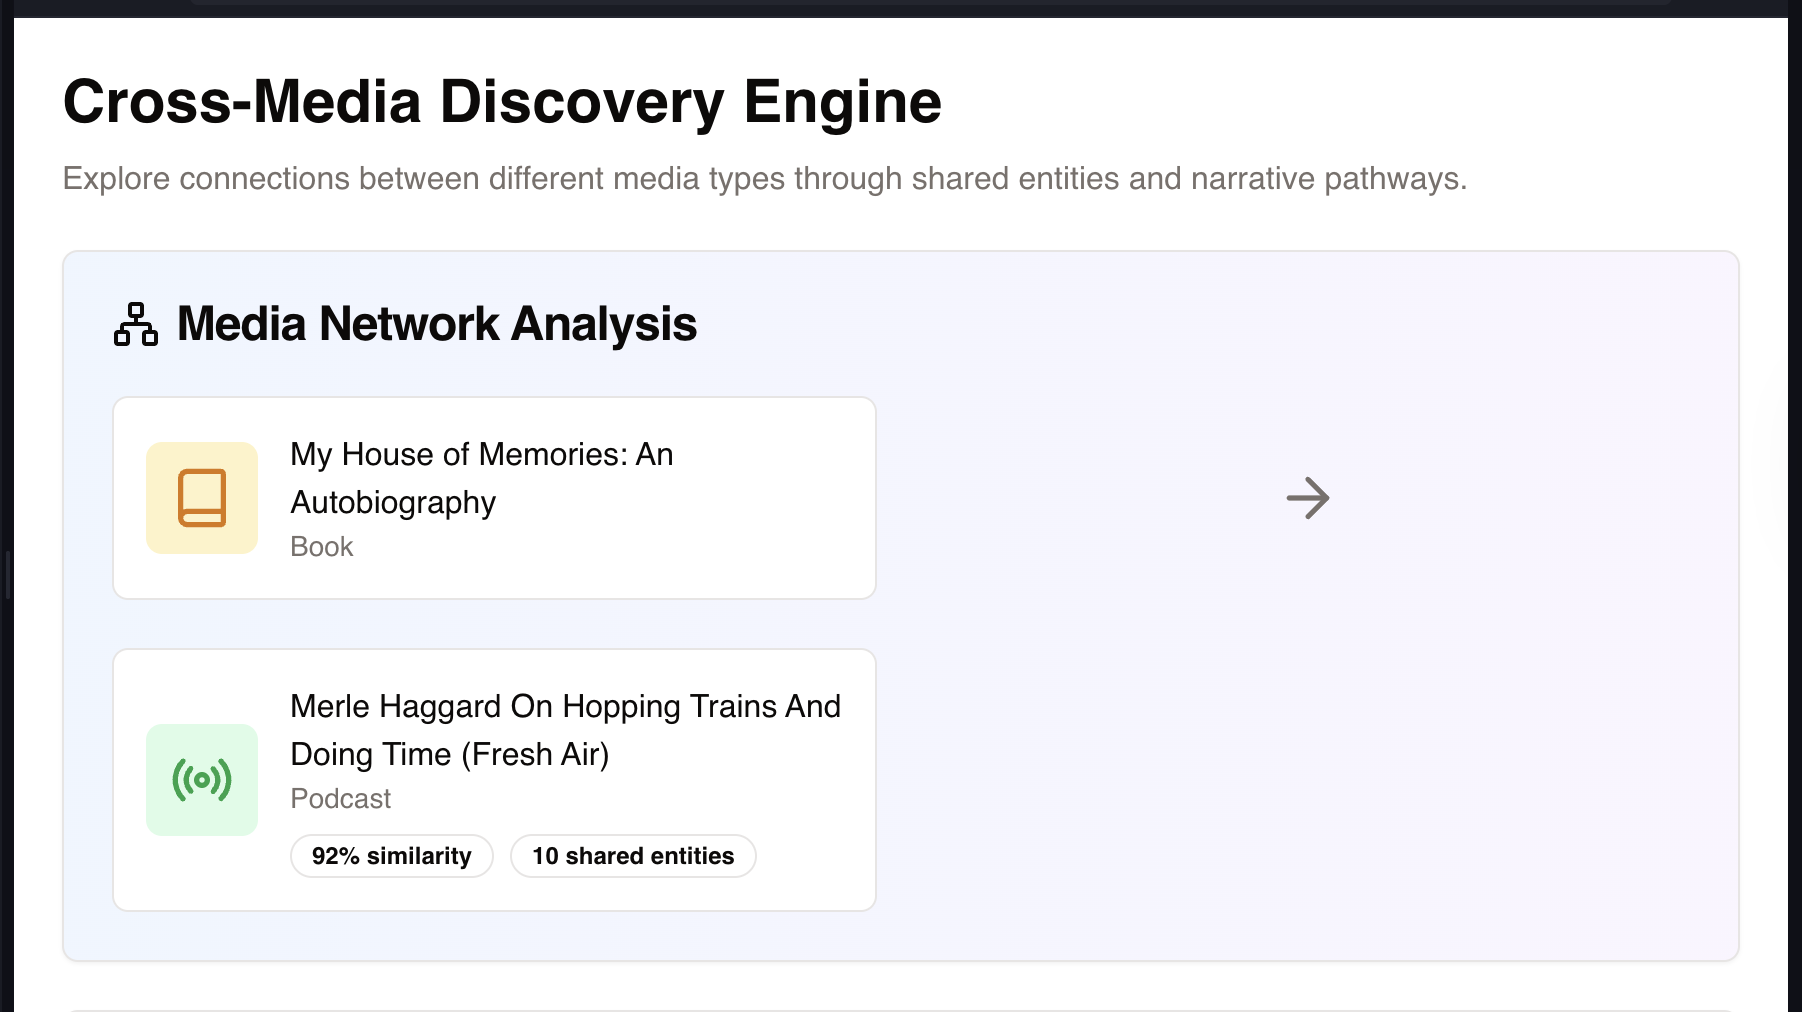 Cross-Media Discovery Engine
Explore connections between different media types through shared entities and narrative pathways.
Media Network Analysis
My House of Memories: An
Autobiography
Book
Merle Haggard On Hopping Trains And
Doing Time (Fresh Air)
Podcast
92% similarity
10 shared entities